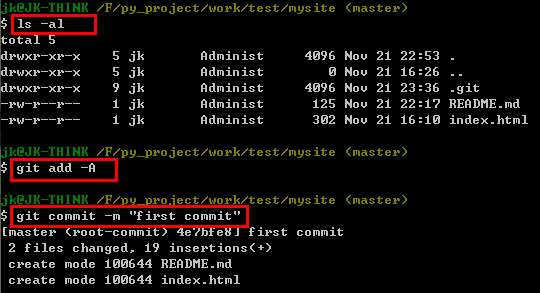 jk@JK-THINK /F/py_project/work/test/mysite (master)
$ ls -al
total 5
drwxr-xr-x 5 jk Administ 4096 Nov 21 22:53 .
drwxr-xr-x 5 jk Administ 0 Nov 21 16:26 ..
drwxr-xr-x 9 jk Administ 4096 Nov 21 23:36 .git
-rw-r--r-- 1 jk Administ 125 Nov 21 22:17 README.md
-rw-r--r-- 1 jk Administ 302 Nov 21 16:10 index.html
jk@JK-THINK /F/py_project/work/test/mysite (master)
$ git add -A
jk@JK-THINK /F/py_project/work/test/mysite (master)
$ git commit -m "first commit"
[master (root-commit) 4e7bfe8] first commit
2 files changed, 19 insertions(+)
create mode 100644 README.md
create mode 100644 index.html